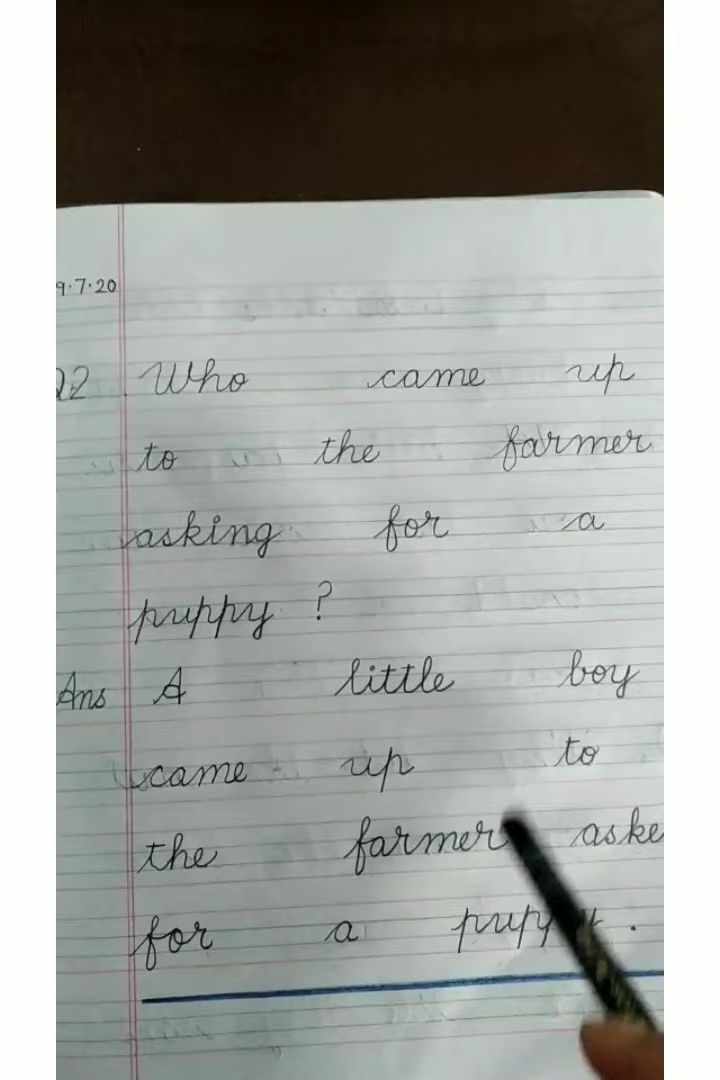 9.7.20
Q2 Who came up
to the farmer
asking for a
puppy ?
Ans A little boy
came up to
the farmer aske
for a puppy .